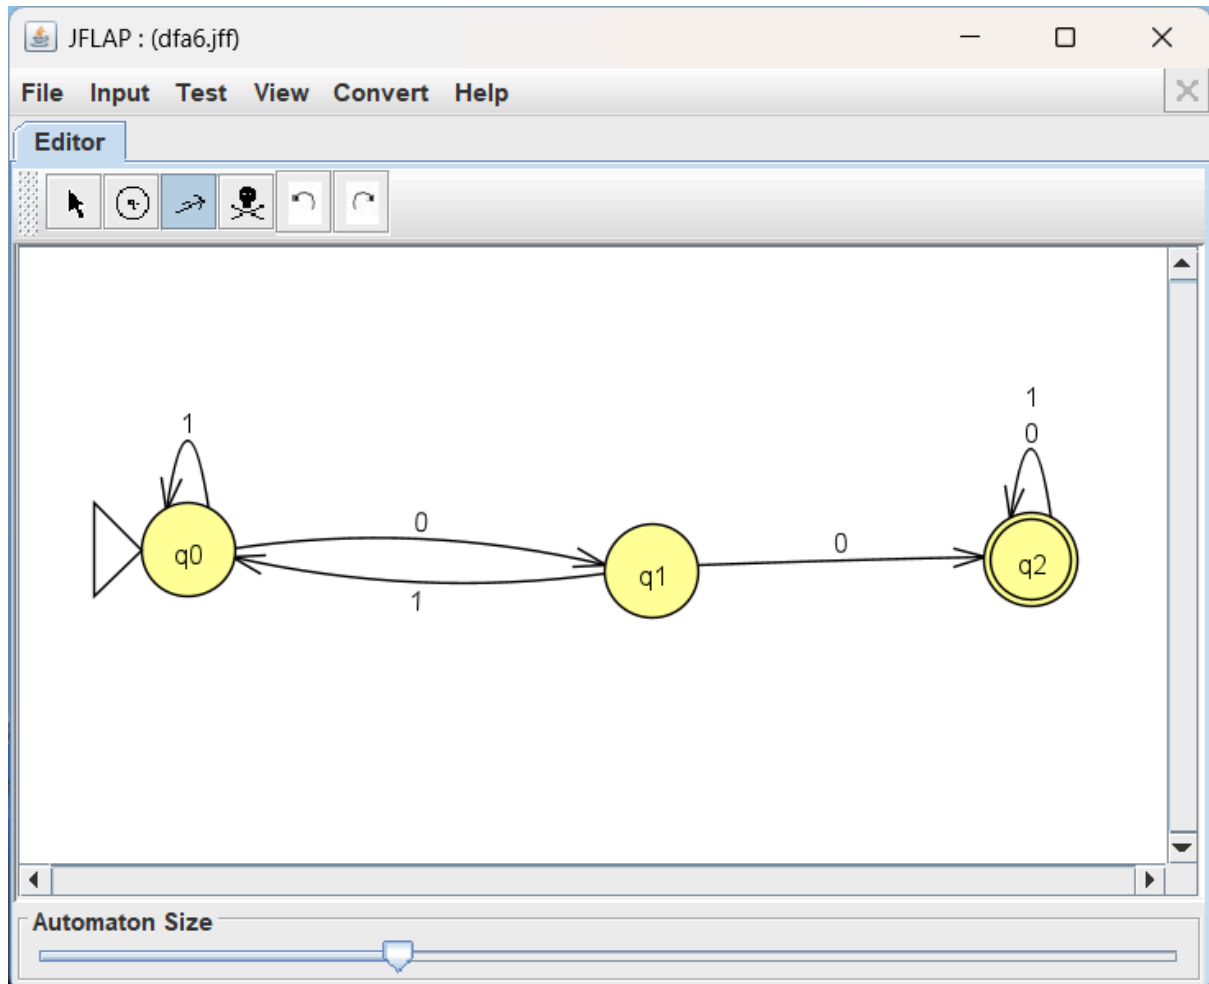 JFLAP : (dfa6.jff)
File Input Test View Convert Help
Editor
q
1
1
0
0
0
q0
q1
q2
1
Automaton Size